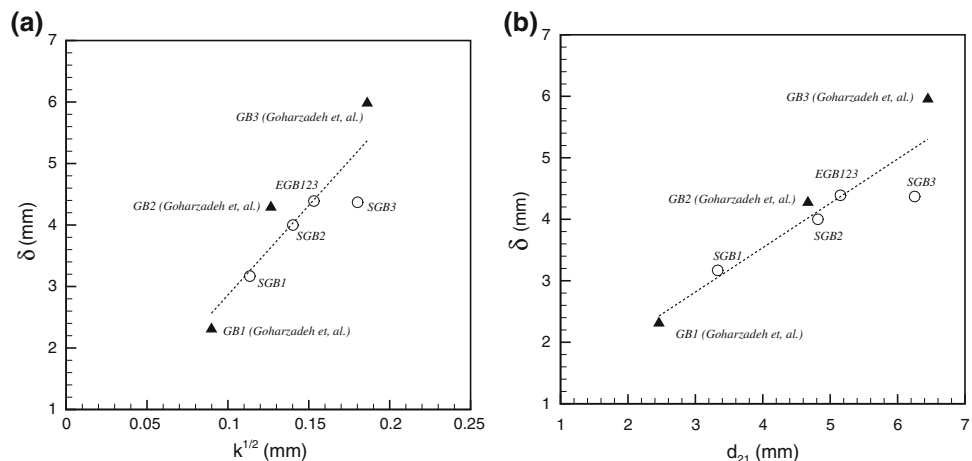 (a)
7
6
5
4
3
2
1
δ (mm)
GB3 (Goharzadeh et, al.)
EGB123
GB2 (Goharzadeh et, al.)
SGB3
SGB2
SGB1
GB1 (Goharzadeh et, al.)
0 0.05 0.1 0.15 0.2 0.25
k1/2 (mm)
(b)
7
6
5
4
3
2
1
δ (mm)
GB3 (Goharzadeh et, al.)
EGB123
SGB3
GB2 (Goharzadeh et, al.)
SGB2
SGB1
GB1 (Goharzadeh et, al.)
1 2 3 4 5 6 7
d21 (mm)